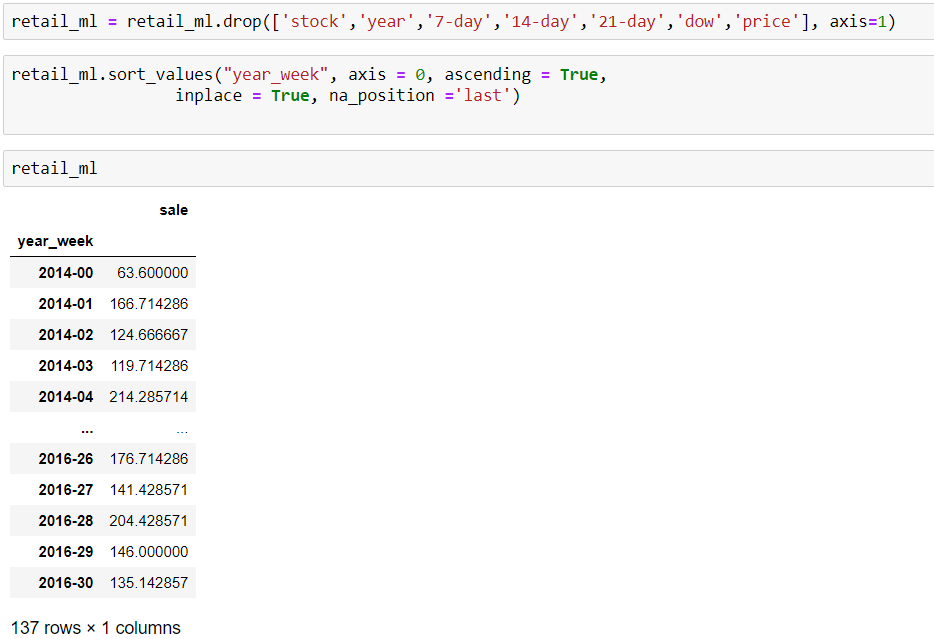 retail_ml = retail_ml.drop(['stock','year','7-day','14-day','21-day','dow','price'], axis=1)
retail_ml.sort_values("year_week", axis = 0, ascending = True,
inplace = True, na_position ='last')
retail_ml
sale
year_week
2014-00 63.600000
2014-01 166.714286
2014-02 124.666667
2014-03 119.714286
2014-04 214.285714
... ...
2016-26 176.714286
2016-27 141.428571
2016-28 204.428571
2016-29 146.000000
2016-30 135.142857
137 rows × 1 columns